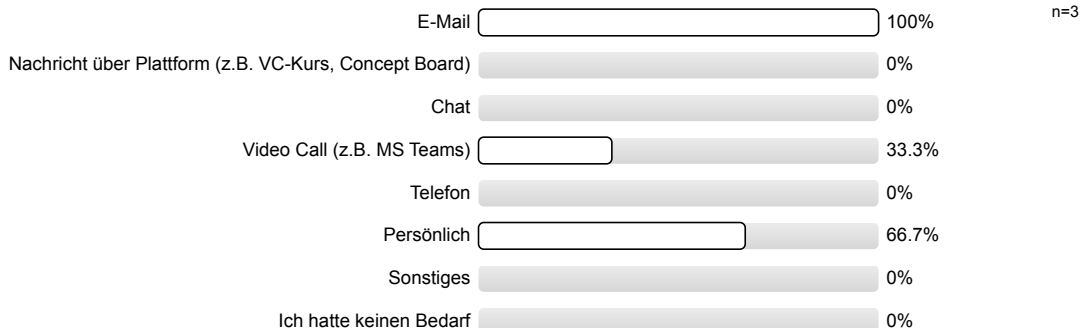 E-Mail 100% n=3
Nachricht über Plattform (z.B. VC-Kurs, Concept Board) 0%
Chat 0%
Video Call (z.B. MS Teams) 33.3%
Telefon 0%
Persönlich 66.7%
Sonstiges 0%
Ich hatte keinen Bedarf 0%